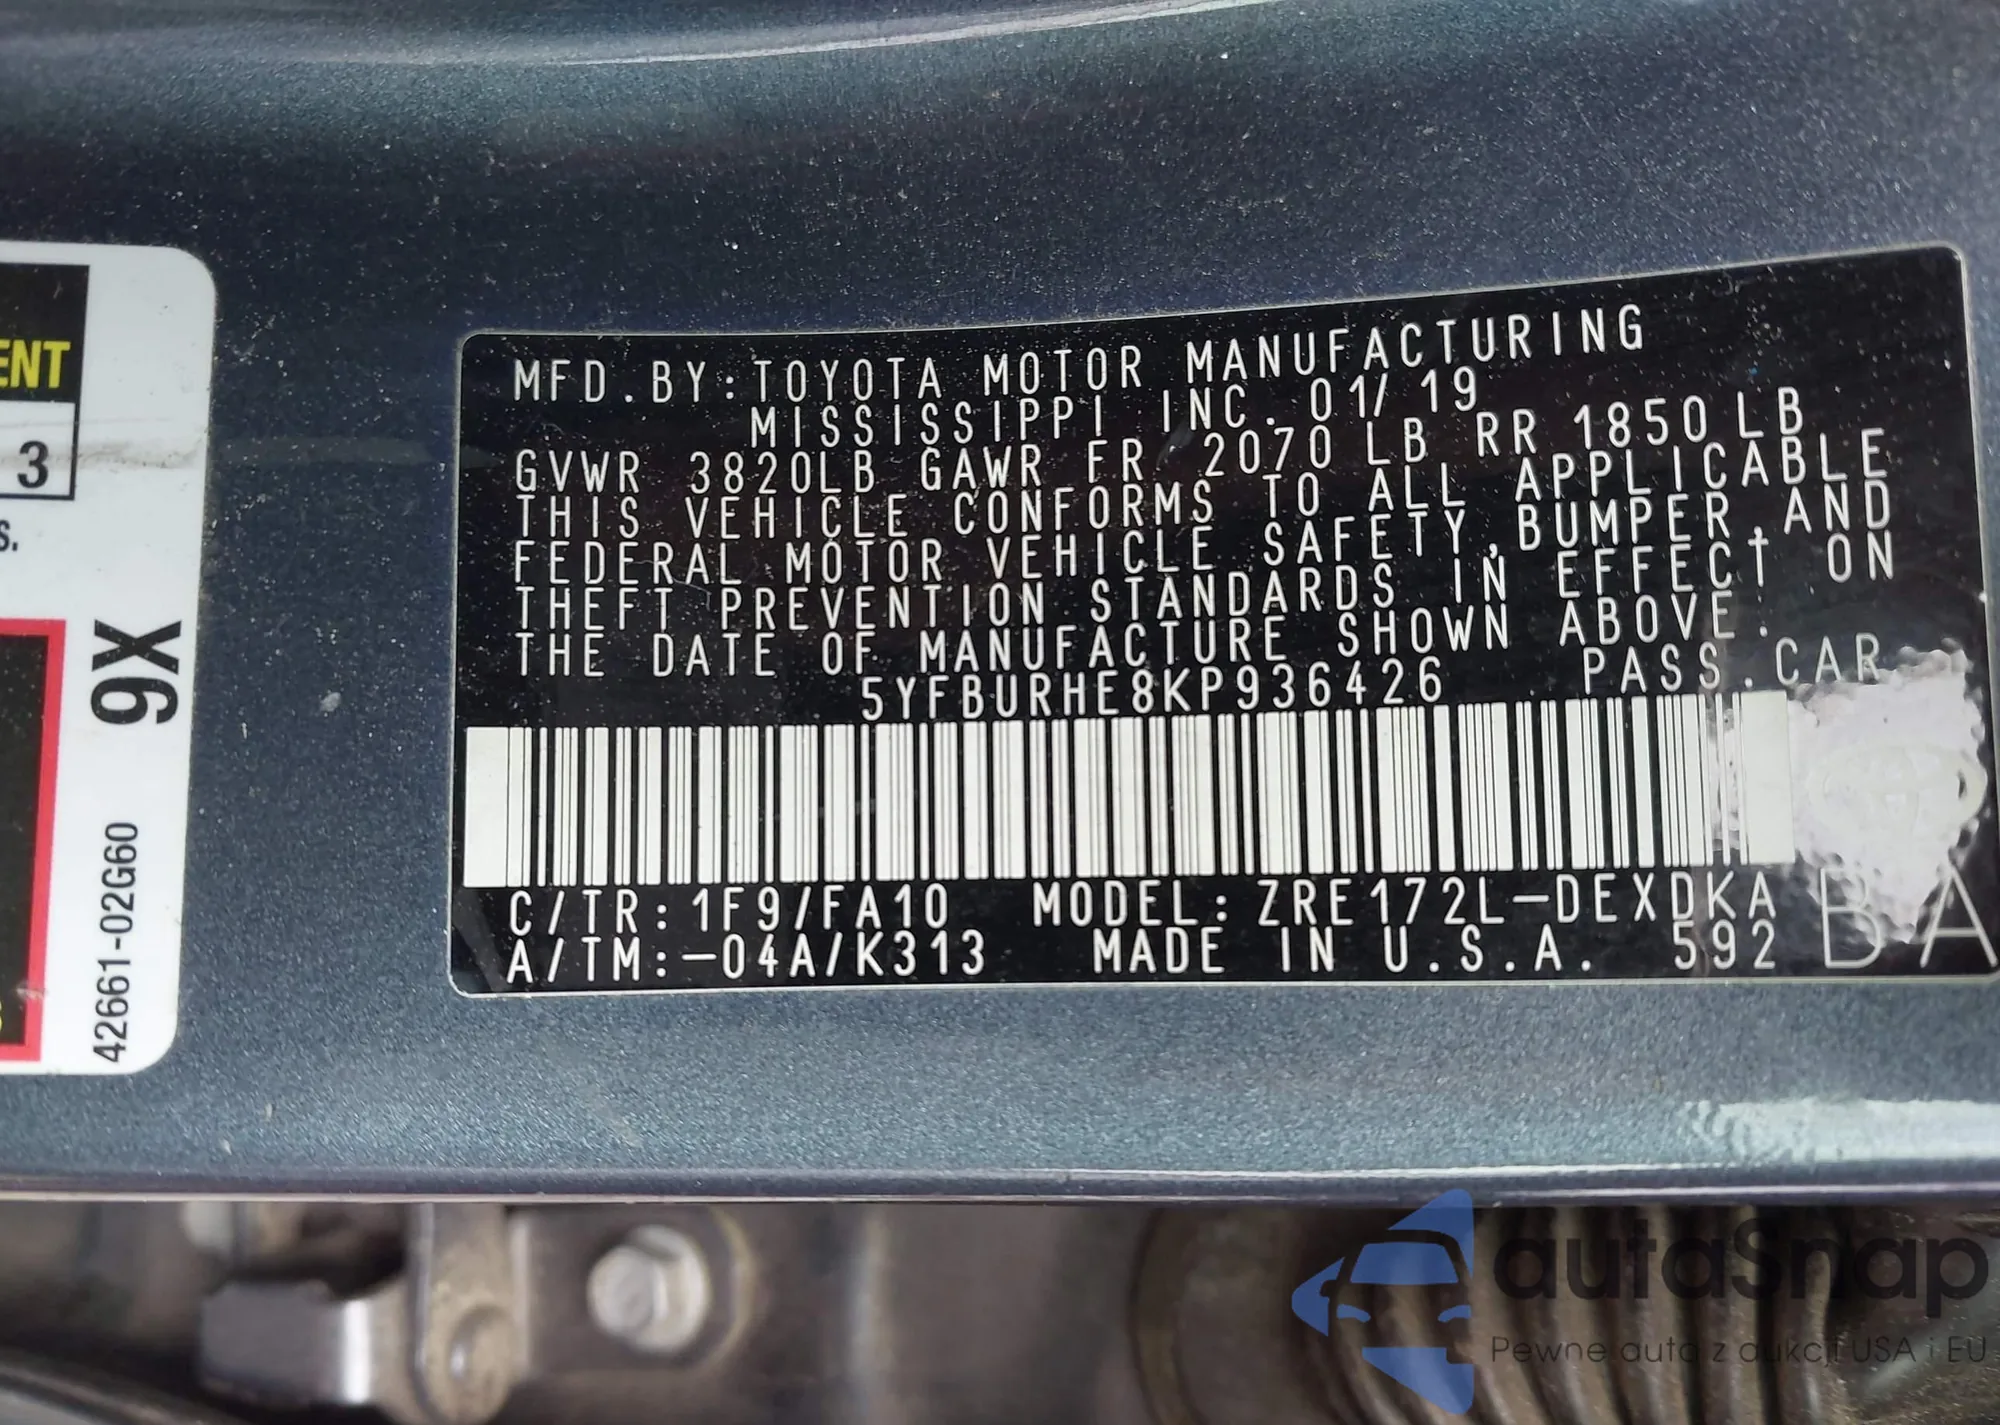 ENT
3
S.
9X
42661-02G60
MFD.BY:TOYOTA MOTOR MANUFACTURING
MISSISSIPPI INC. 01/19
GVWR 3820LB GAWR FR 2070 LB RR 1850 LB
THIS VEHICLE CONFORMS TO ALL APPLICABLE
FEDERAL MOTOR VEHICLE SAFETY,BUMPER,AND
THEFT PREVENTION STANDARDS IN EFFECT ON
THE DATE OF MANUFACTURE SHOWN ABOVE.
5YFBURHE8KP936426 PASS.CAR
C/TR:1F9/FA10 MODEL:ZRE172L-DEXDKA
A/TM:-04A/K313 MADE IN U.S.A. 592
BA
autaSnap
Pewne auta z aukcji USA i EU